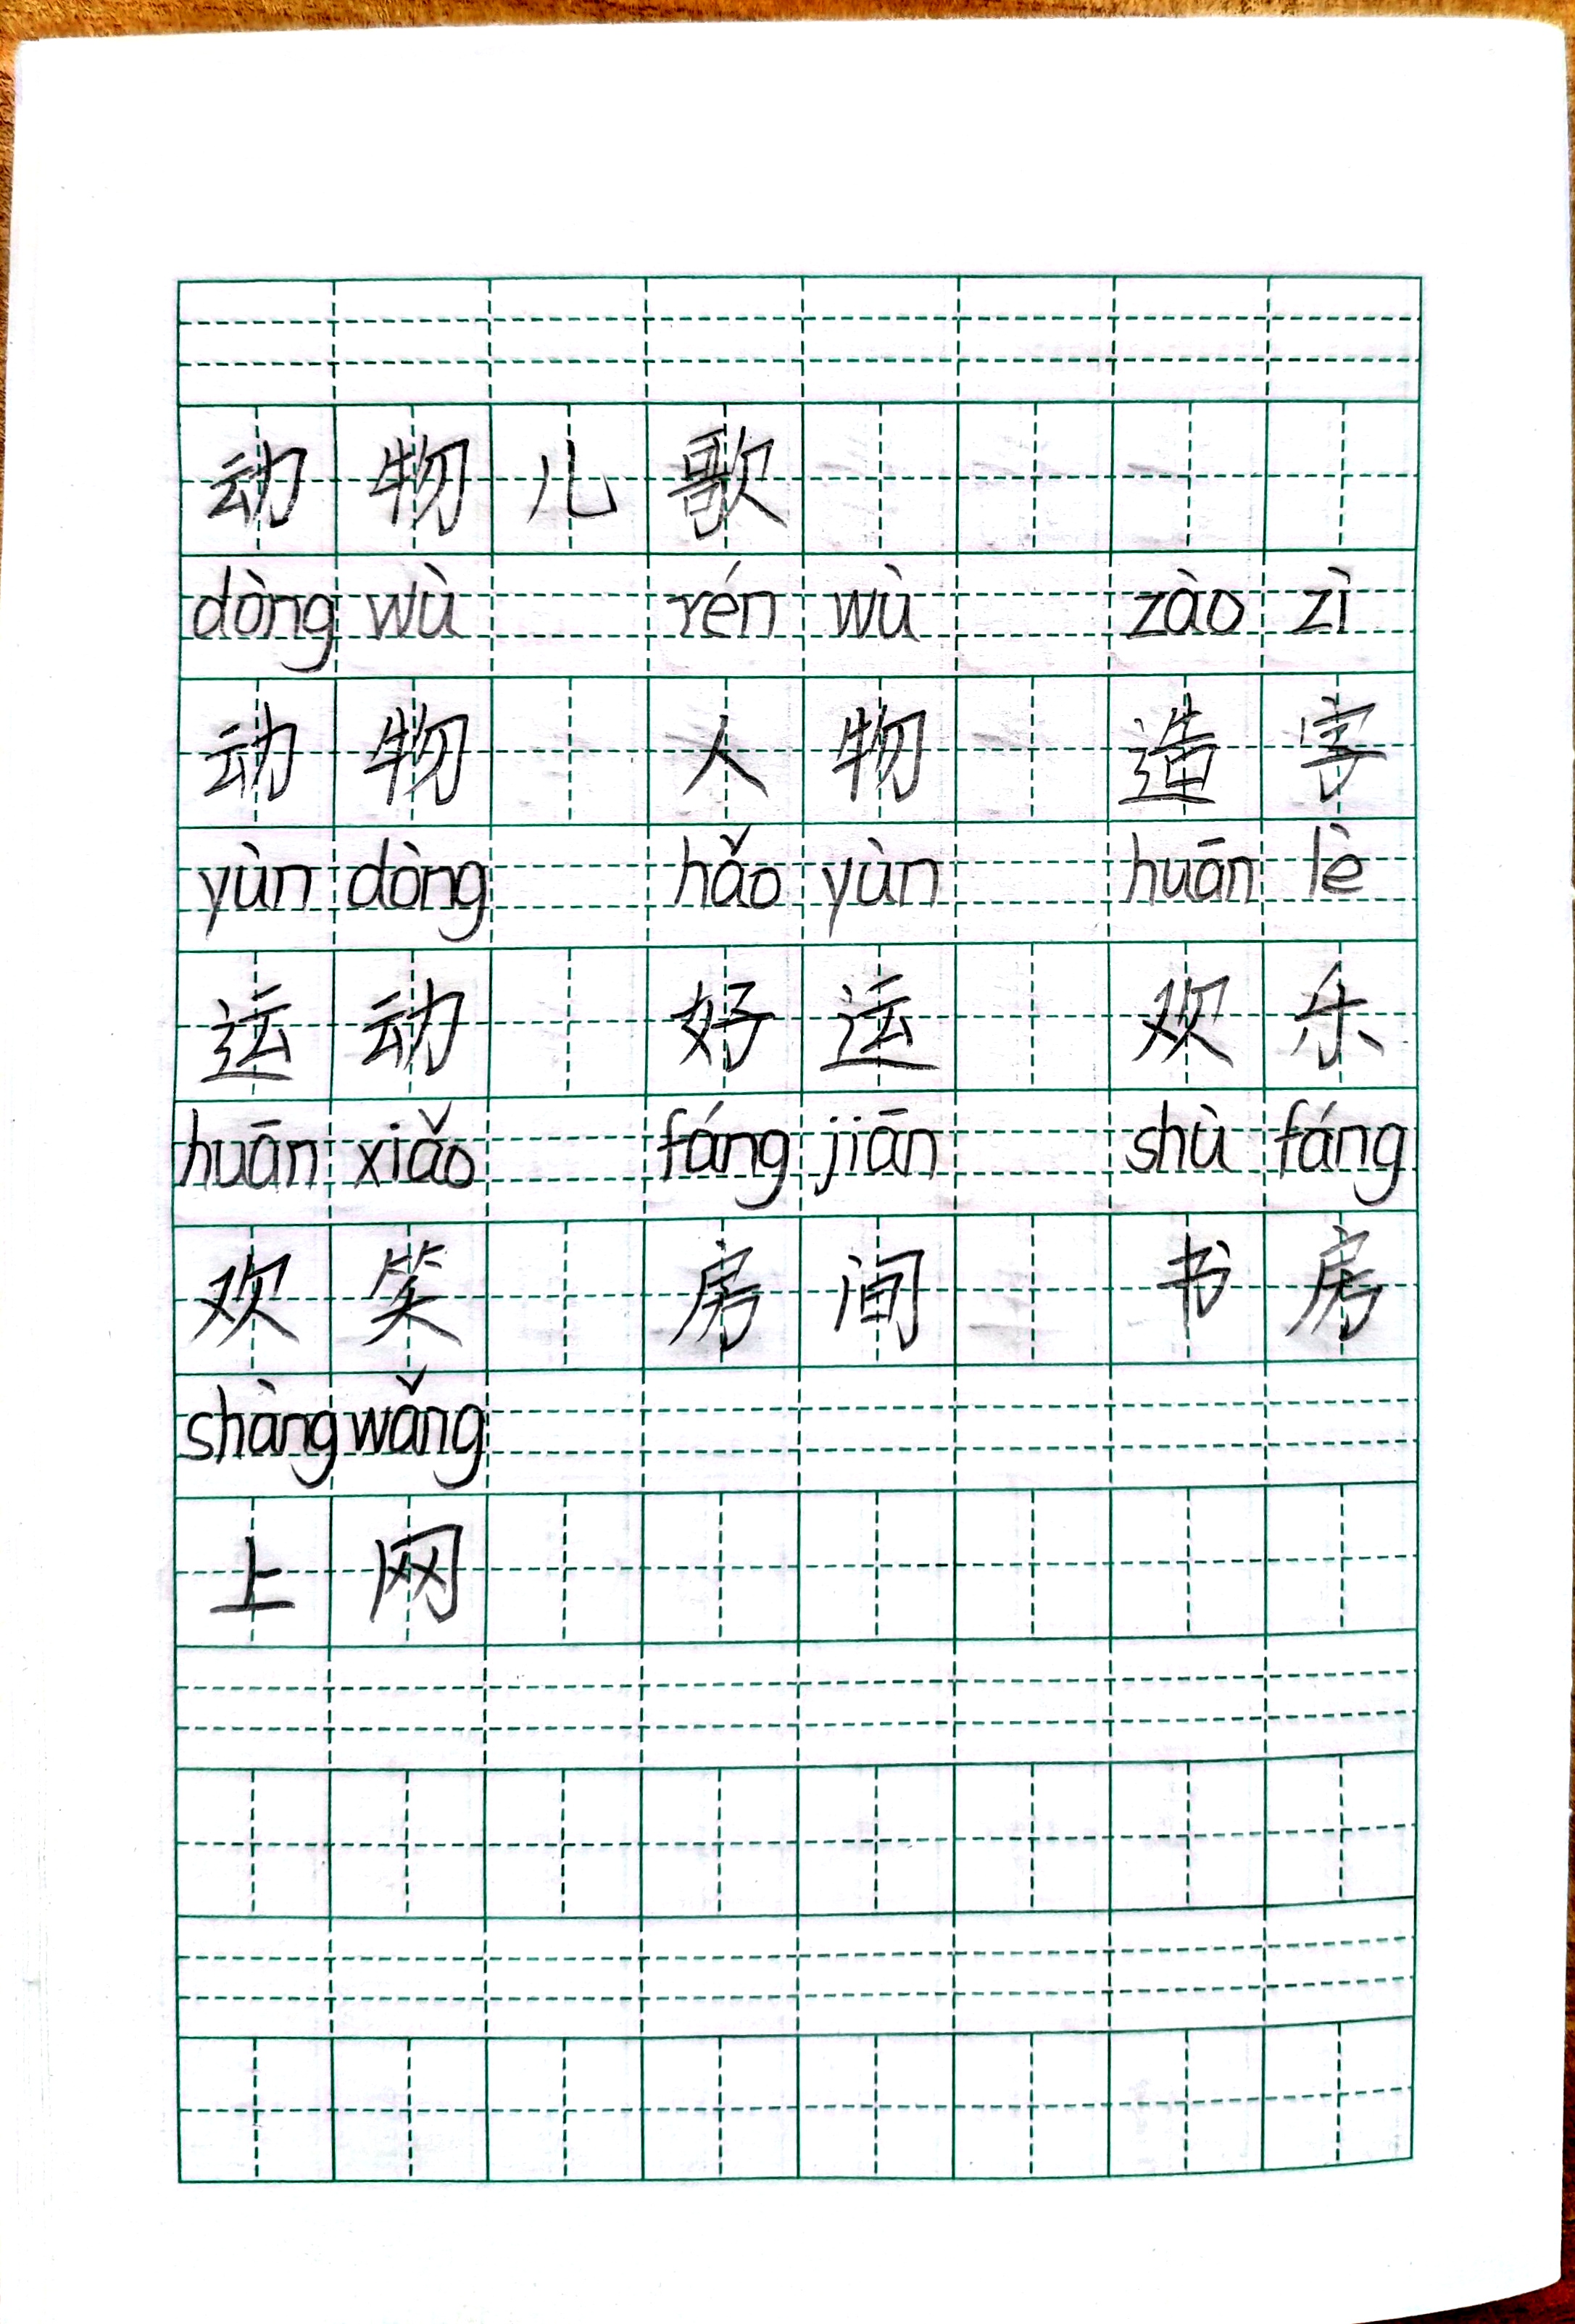 动物儿歌
dòng wù rén wù zào zì
动物 人物 造字
yùn dòng hǎo yùn huān lè
运动 好运 欢乐
huān xiǎo fáng jiān shù fáng
欢笑 房间 书房
shàng wǎng
上网